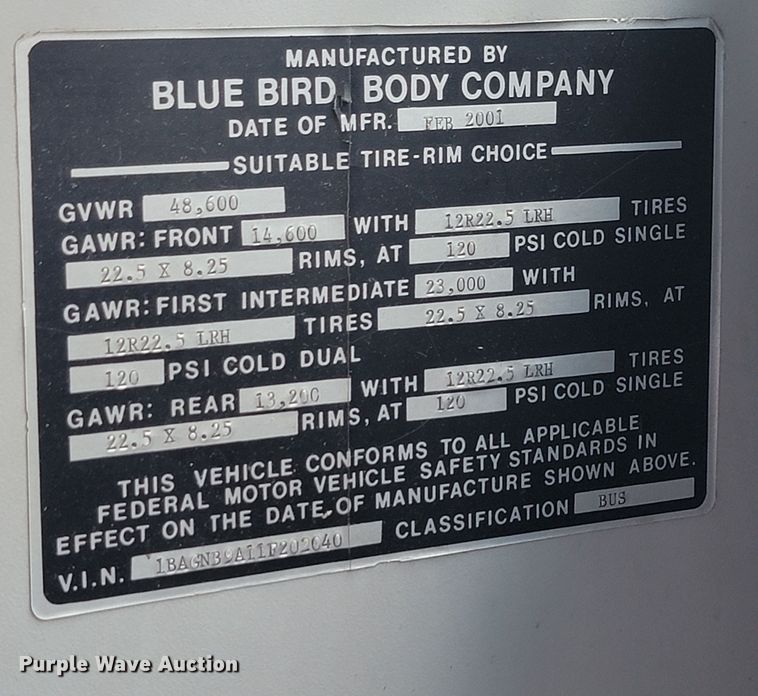 MANUFACTURED BY
BLUE BIRD BODY COMPANY
DATE OF MFR. FEB 2001
SUITABLE TIRE-RIM CHOICE
GVWR 48,600
GAWR: FRONT 14,600 WITH 12R22.5 LRH TIRES
22.5 X 8.25 RIMS, AT 120 PSI COLD SINGLE
GAWR: FIRST INTERMEDIATE 23,000 WITH
12R22.5 LRH TIRES 22.5 X 8.25 RIMS, AT
120 PSI COLD DUAL
GAWR: REAR 13,200 WITH 12R22.5 LRH TIRES
22.5 X 8.25 RIMS, AT 120 PSI COLD SINGLE
THIS VEHICLE CONFORMS TO ALL APPLICABLE
FEDERAL MOTOR VEHICLE SAFETY STANDARDS IN
EFFECT ON THE DATE OF MANUFACTURE SHOWN ABOVE.
V.I.N. CLASSIFICATION BUS
Purple Wave Auction